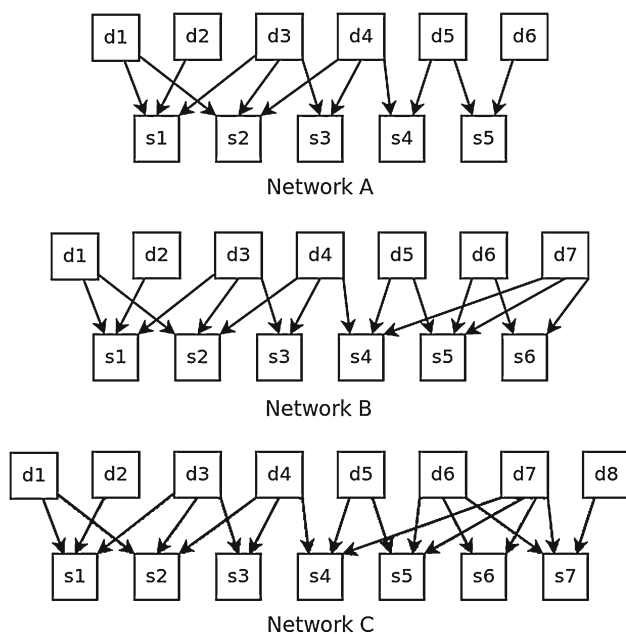 d1 d2 d3 d4 d5 d6
s1 s2 s3 s4 s5
Network A
d1 d2 d3 d4 d5 d6 d7
s1 s2 s3 s4 s5 s6
Network B
d1 d2 d3 d4 d5 d6 d7 d8
s1 s2 s3 s4 s5 s6 s7
Network C